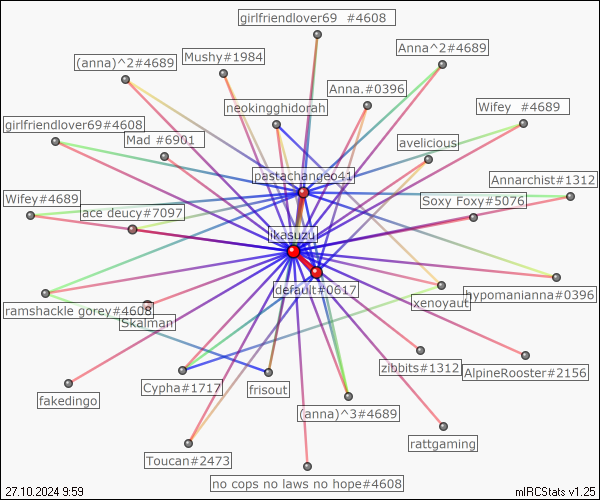 girlfriendlover69 #4608
Anna^2#4689
Mushy#1984
(anna)^2#4689
Anna.#0396
neokingghidorah
Wifey #4689
girlfriendlover69#4608
Mad #6901
avelicious
pastachangeo41
Annarchist#1312
Wifey#4689
Soxy Foxy#5076
ace deucy#7097
ikasuzu
default#0617
hypomanianna#0396
xenoyaut
ramshackle gorey#4608
Skalman
zibbits#1312
AlpineRooster#2156
Cypha#1717
frisout
fakedingo
(anna)^3#4689
rattgaming
Toucan#2473
no cops no laws no hope#4608
27.10.2024 9:59
mIRCStats v1.25